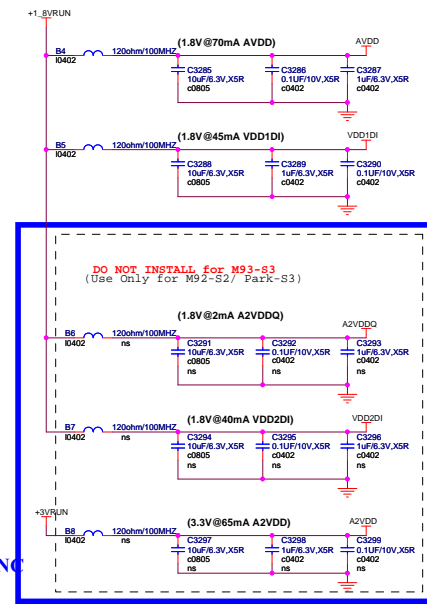 +1_8VRUN
(1.8V@70mA AVDD)
AVDD
B4
120ohm/100MHZ
l0402
C3285
10uF/6.3V,X5R
c0805
C3286
0.1UF/10V,X5R
c0402
C3287
1uF/6.3V,X5R
c0402
(1.8V@45mA VDD1DI)
VDD1DI
B5
120ohm/100MHZ
l0402
C3288
10uF/6.3V,X5R
c0805
C3289
1uF/6.3V,X5R
c0402
C3290
0.1UF/10V,X5R
c0402
DO NOT INSTALL for M93-S3
(Use Only for M92-S2/ Park-S3)
(1.8V@2mA A2VDDQ)
A2VDDQ
B6
120ohm/100MHZ
l0402
ns
C3291
10uF/6.3V,X5R
c0805
ns
C3292
0.1UF/10V,X5R
c0402
ns
C3293
1uF/6.3V,X5R
c0402
ns
(1.8V@40mA VDD2DI)
VDD2DI
B7
120ohm/100MHZ
l0402
ns
C3294
10uF/6.3V,X5R
c0805
ns
C3295
0.1UF/10V,X5R
c0402
ns
C3296
1uF/6.3V,X5R
c0402
ns
+3VRUN
(3.3V@65mA A2VDD)
A2VDD
B8
120ohm/100MHZ
l0402
ns
C3297
10uF/6.3V,X5R
c0805
ns
C3298
1uF/6.3V,X5R
c0402
ns
C3299
0.1UF/10V,X5R
c0402
ns
NC